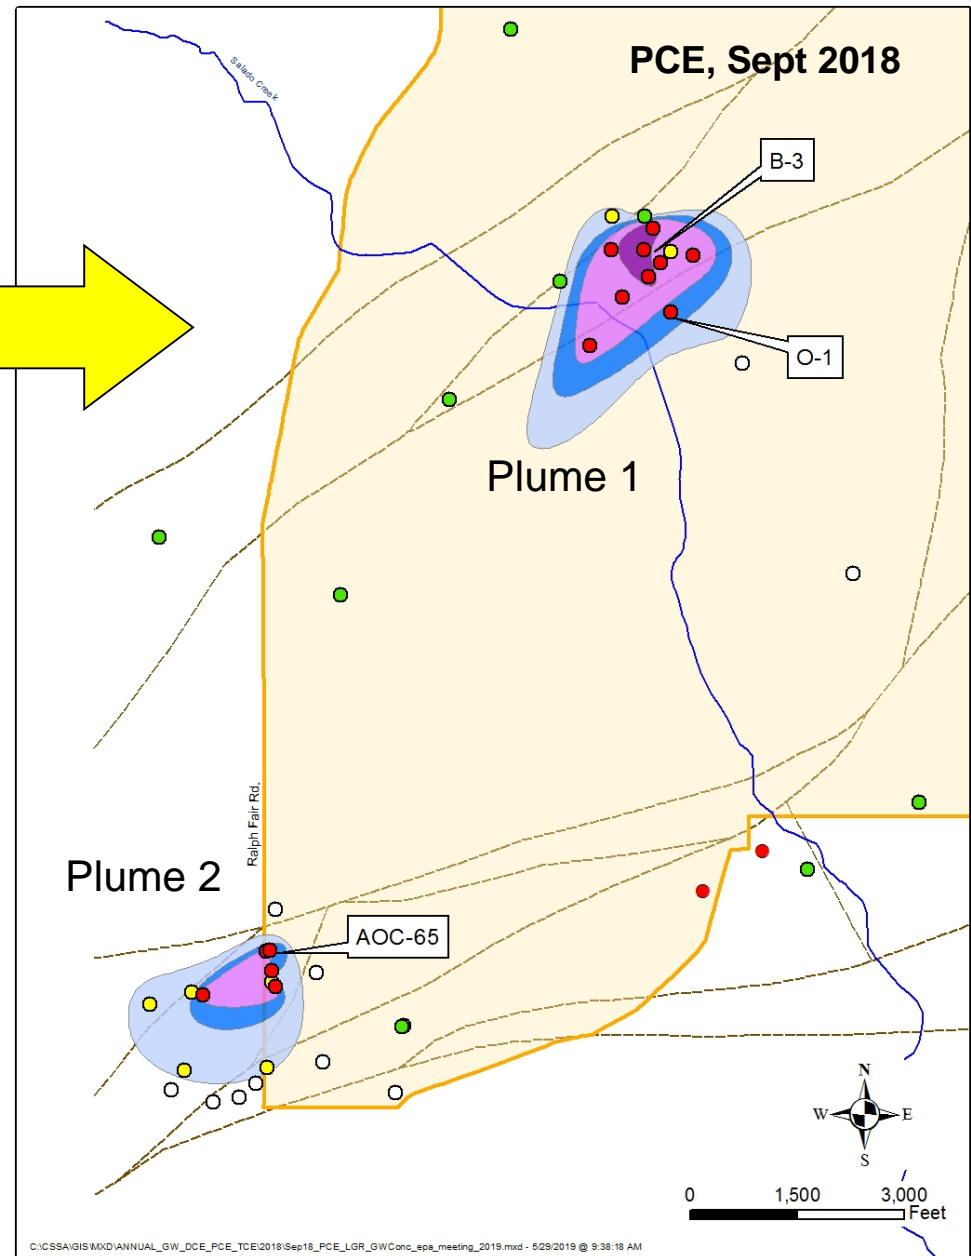 PCE, Sept 2018
Salado Creek
B-3
O-1
Plume 1
Ralph Fair Rd.
Plume 2
AOC-65
N
W E
S
0 1,500 3,000
Feet
C:\CSSA\GIS\MXD\ANNUAL_GW_DCE_PCE_TCE\2018\Sep18_PCE_LGR_GWConc_epa_meeting_2019.mxd - 5/29/2019 @ 9:38:18 AM